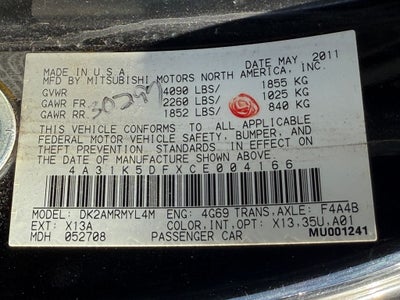 MADE IN U.S.A. DATE MAY 2011
BY MITSUBISHI MOTORS NORTH AMERICA, INC.
GVWR 4090 LBS/ 1855 KG
GAWR FR. 2260 LBS/ 1025 KG
GAWR RR. 1852 LBS/ 840 KG
THIS VEHICLE CONFORMS TO ALL APPLICABLE
FEDERAL MOTOR VEHICLE SAFETY, BUMPER, AND
THEFT PREVENTION STANDARDS IN EFFECT ON
THE DATE OF MANUFACTURE SHOWN ABOVE.
4A31K5DFXCE004166
MODEL: DK2AMRMYL4M ENG: 4G69 TRANS,AXLE: F4A4B
EXT: X13A COLOR,INT,OPT: X13,35U,A01
MDH 052708 PASSENGER CAR MU001241